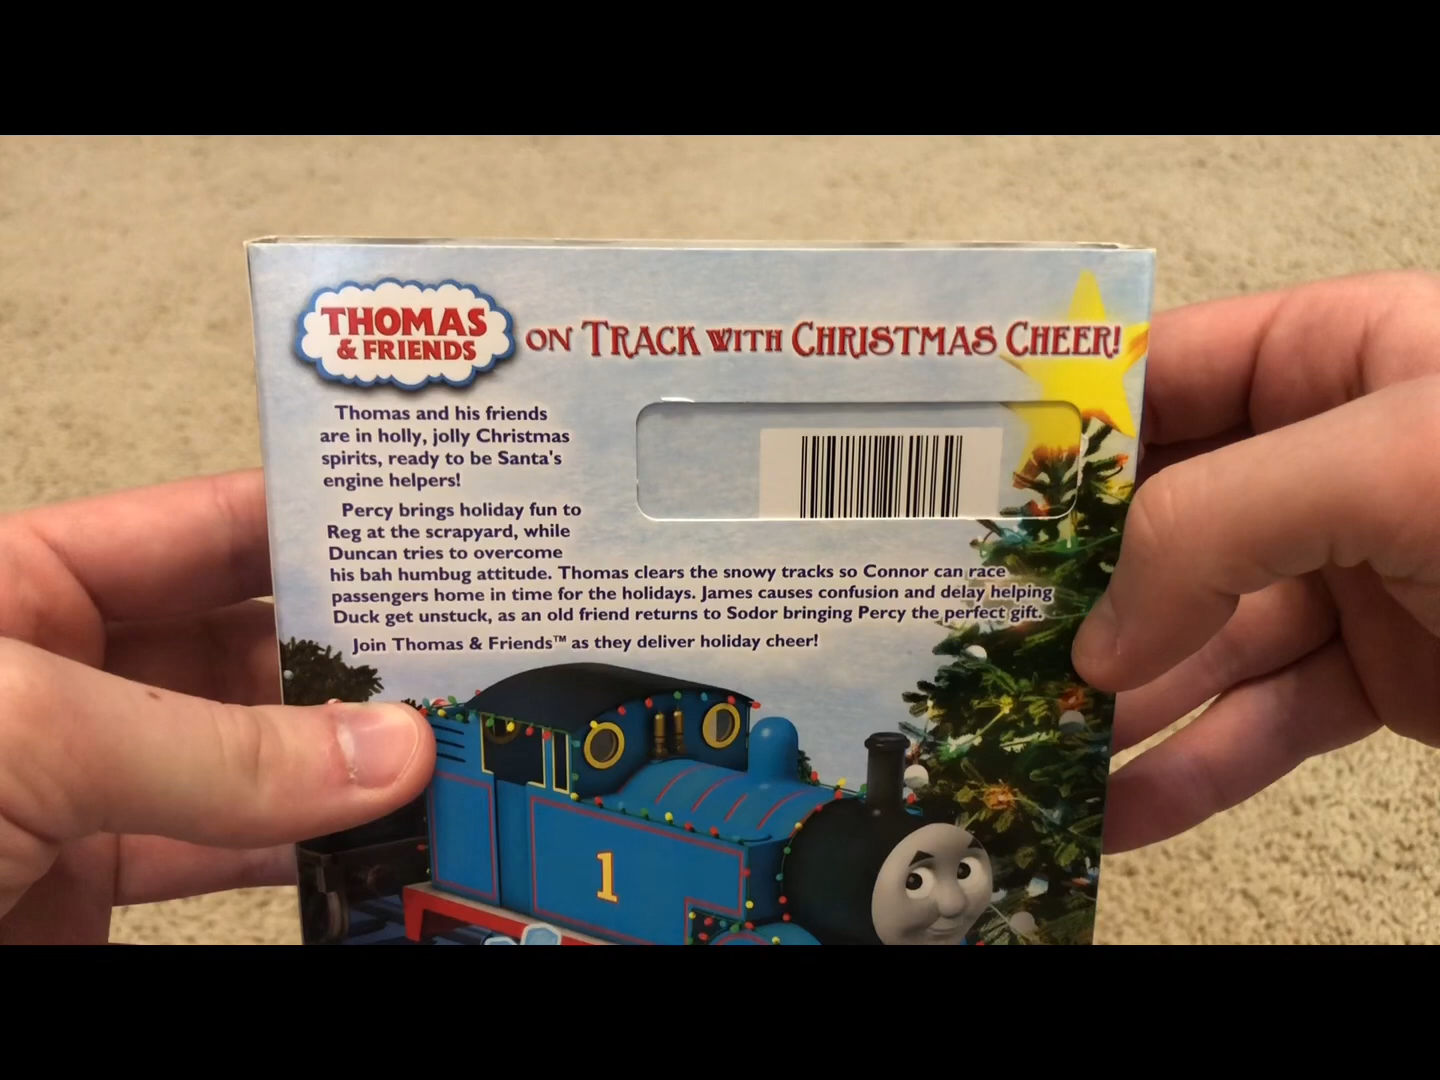 THOMAS
& FRIENDS
ON TRACK WITH CHRISTMAS CHEER!
Thomas and his friends
are in holly, jolly Christmas
spirits, ready to be Santa's
engine helpers!
Percy brings holiday fun to
Reg at the scrapyard, while
Duncan tries to overcome
his bah humbug attitude. Thomas clears the snowy tracks so Connor can race
passengers home in time for the holidays. James causes confusion and delay helping
Duck get unstuck, as an old friend returns to Sodor bringing Percy the perfect gift.
Join Thomas & Friends™ as they deliver holiday cheer!
1